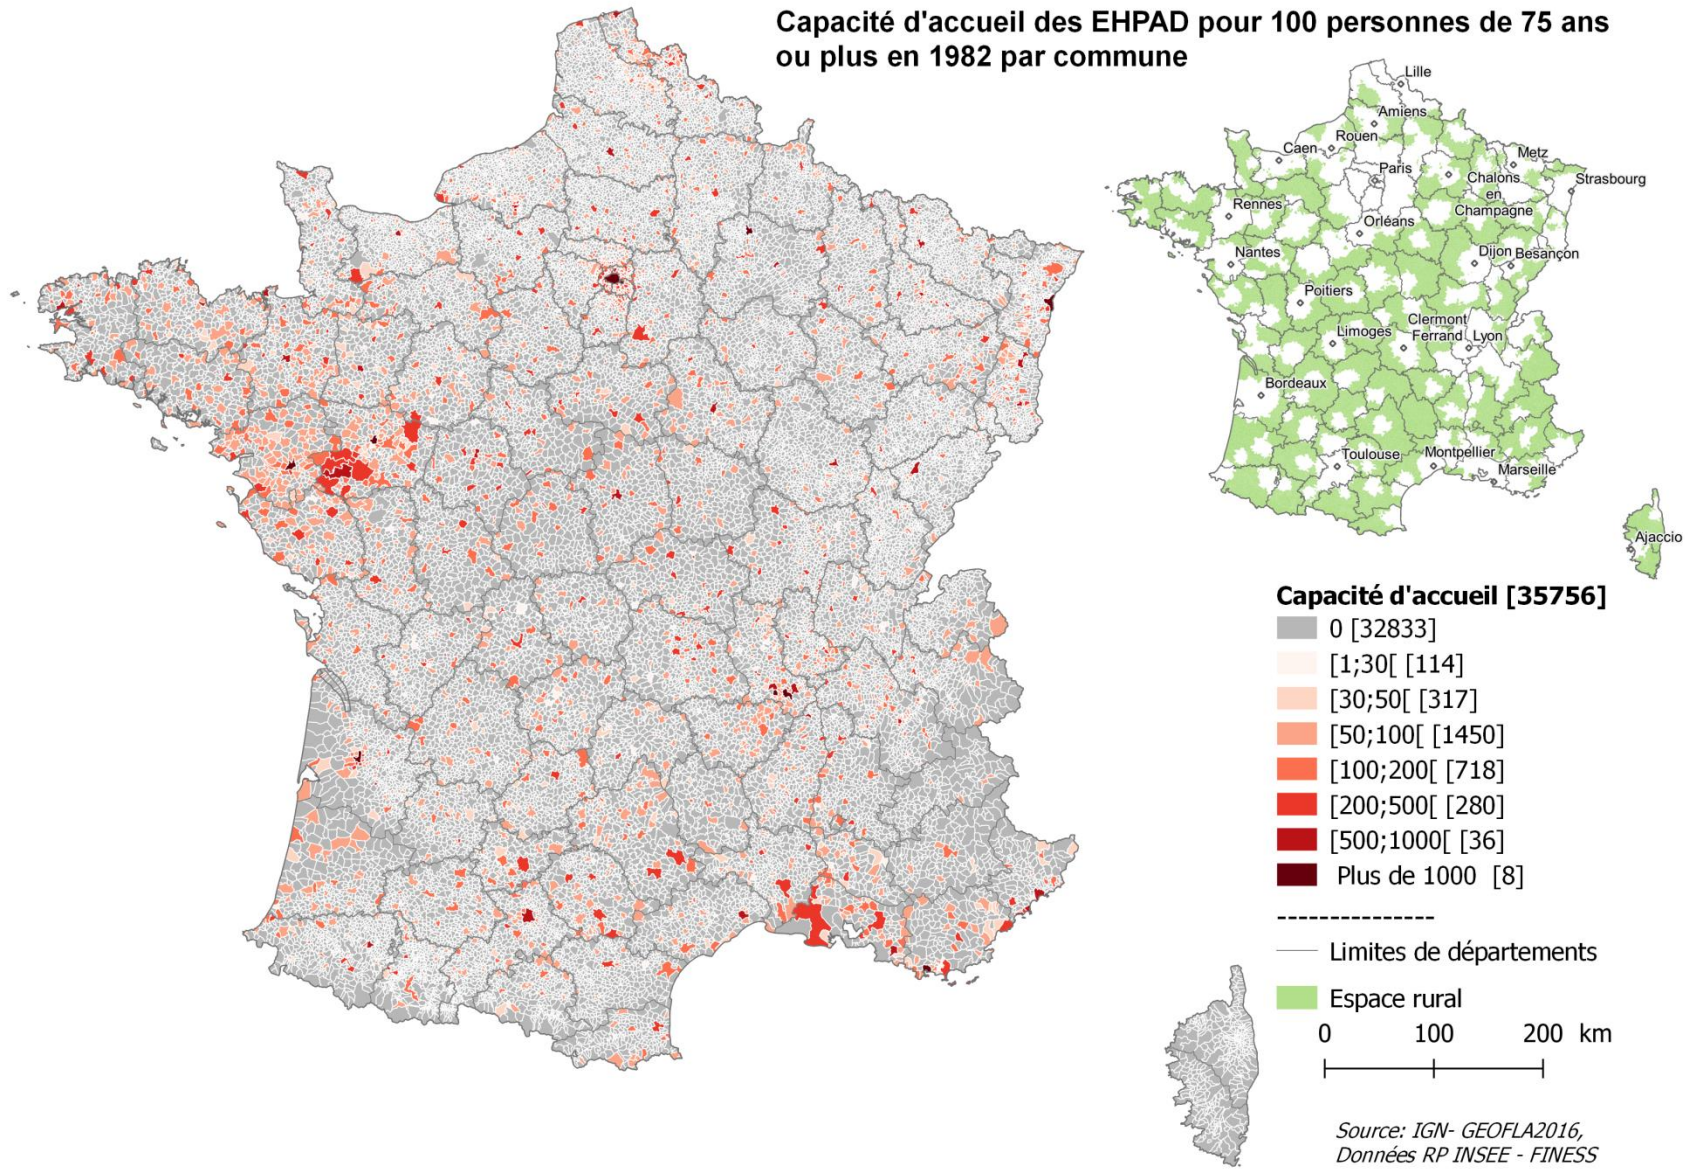 Capacité d'accueil des EHPAD pour 100 personnes de 75 ans
ou plus en 1982 par commune
Lille
Amiens
Rouen
Caen
Metz
Paris
Strasbourg
Chalons
en
Champagne
Rennes
Orléans
Nantes
Dijon
Besançon
Poitiers
Clermont
Ferrand
Limoges
Lyon
Bordeaux
Toulouse
Montpellier
Marseille
Ajaccio
Capacité d'accueil [35756]
0 [32833]
[1;30[ [114]
[30;50[ [317]
[50;100[ [1450]
[100;200[ [718]
[200;500[ [280]
[500;1000[ [36]
Plus de 1000 [8]
---------------
Limites de départements
Espace rural
0 100 200 km
Source: IGN- GEOFLA2016,
Données RP INSEE - FINESS